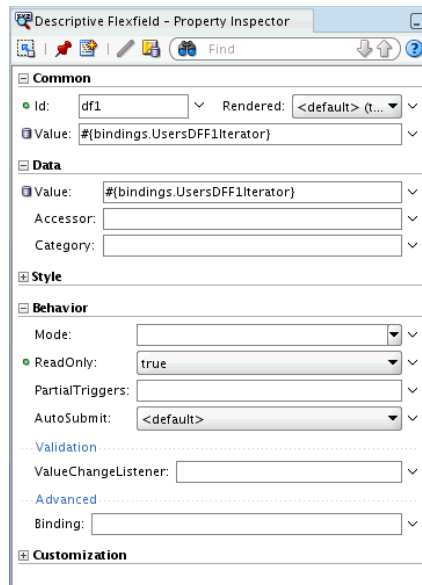 Descriptive Flexfield - Property Inspector
Find
Common
Id: df1 Rendered: <default> (t...
Value: #{bindings.UsersDFF1Iterator}
Data
Value: #{bindings.UsersDFF1Iterator}
Accessor:
Category:
Style
Behavior
Mode:
ReadOnly: true
PartialTriggers:
AutoSubmit: <default>
Validation
ValueChangeListener:
Advanced
Binding:
Customization